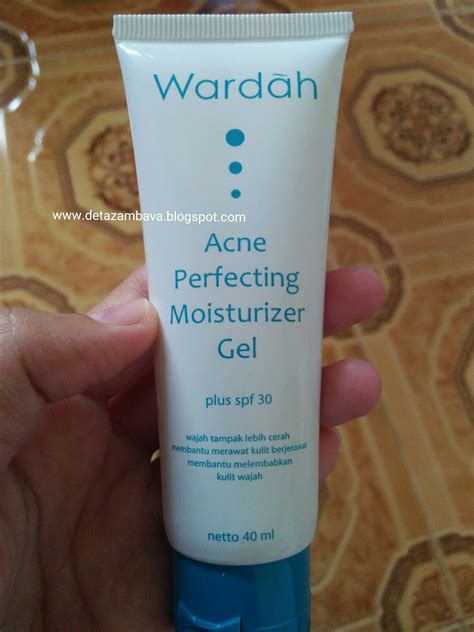 Wardāh
www.detazambava.blogspot.com
Acne
Perfecting
Moisturizer
Gel
plus spf 30
wajah tampak lebih cerah
membantu merawat kulit berjerawat
membantu melembabkan
kulit wajah
netto 40 ml